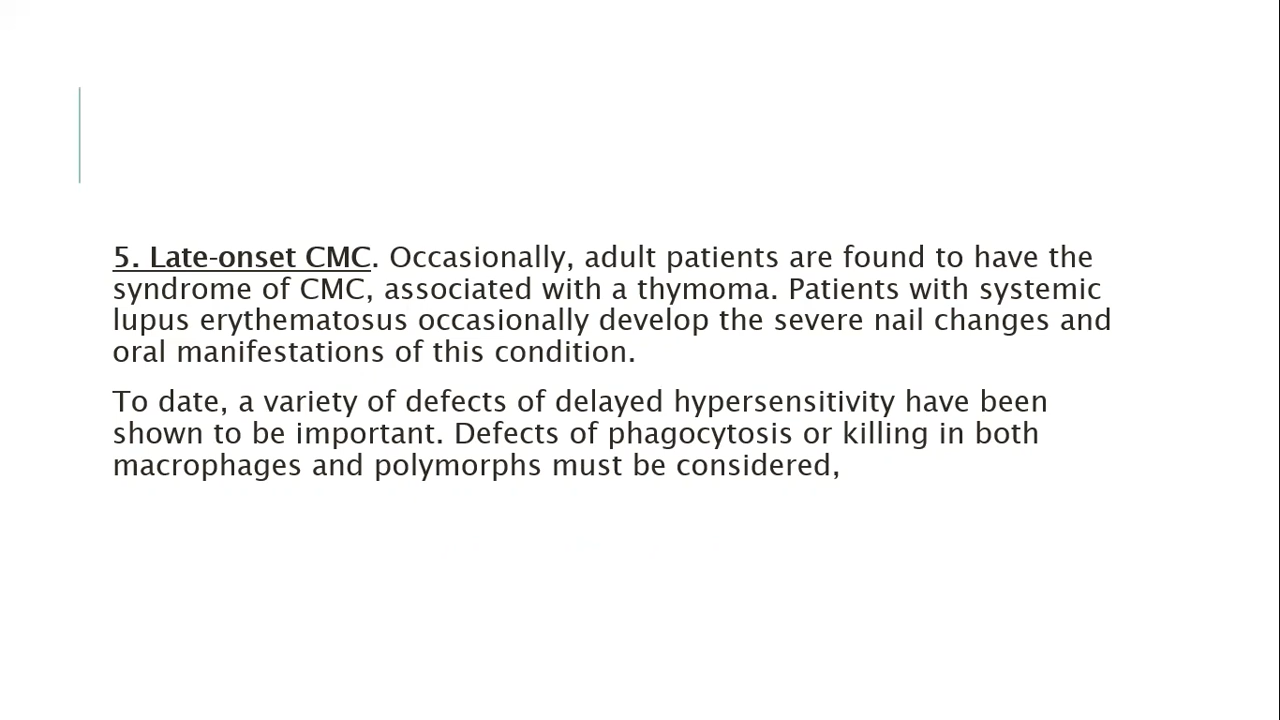 5. Late-onset CMC. Occasionally, adult patients are found to have the
syndrome of CMC, associated with a thymoma. Patients with systemic
lupus erythematosus occasionally develop the severe nail changes and
oral manifestations of this condition.
To date, a variety of defects of delayed hypersensitivity have been
shown to be important. Defects of phagocytosis or killing in both
macrophages and polymorphs must be considered,